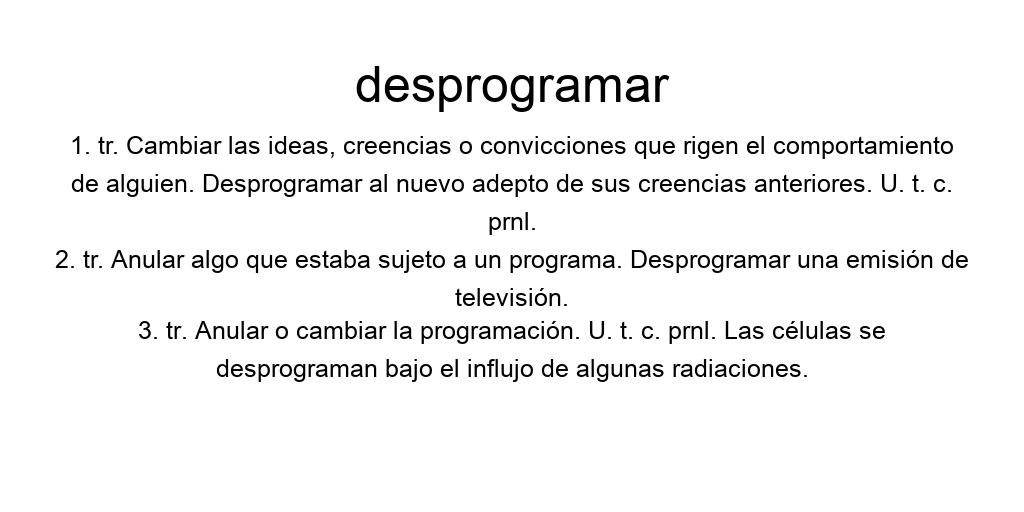 desprogramar
1. tr. Cambiar las ideas, creencias o convicciones que rigen el comportamiento
de alguien. Desprogramar al nuevo adepto de sus creencias anteriores. U. t. c.
prnl.
2. tr. Anular algo que estaba sujeto a un programa. Desprogramar una emisión de
televisión.
3. tr. Anular o cambiar la programación. U. t. c. prnl. Las células se
desprograman bajo el influjo de algunas radiaciones.